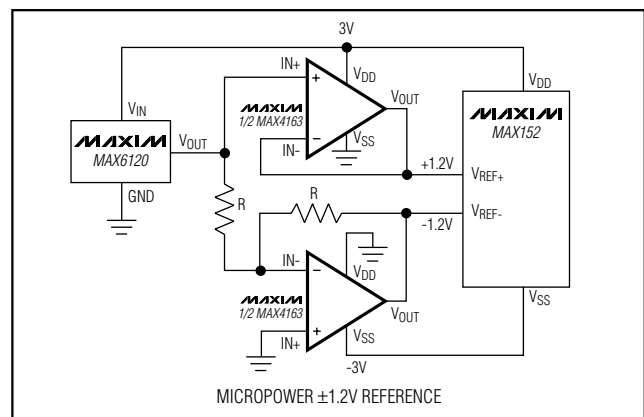 3V
IN+
VDD
VDD
VIN
MAXIM
1/2 MAX4163
VOUT
MAXIM
MAX152
MAXIM
MAX6120
VOUT
VSS
IN-
+1.2V
VREF+
GND
R
R
VREF-
-1.2V
IN-
VDD
MAXIM
1/2 MAX4163
VOUT
VSS
IN+
VSS
-3V
MICROPOWER ±1.2V REFERENCE